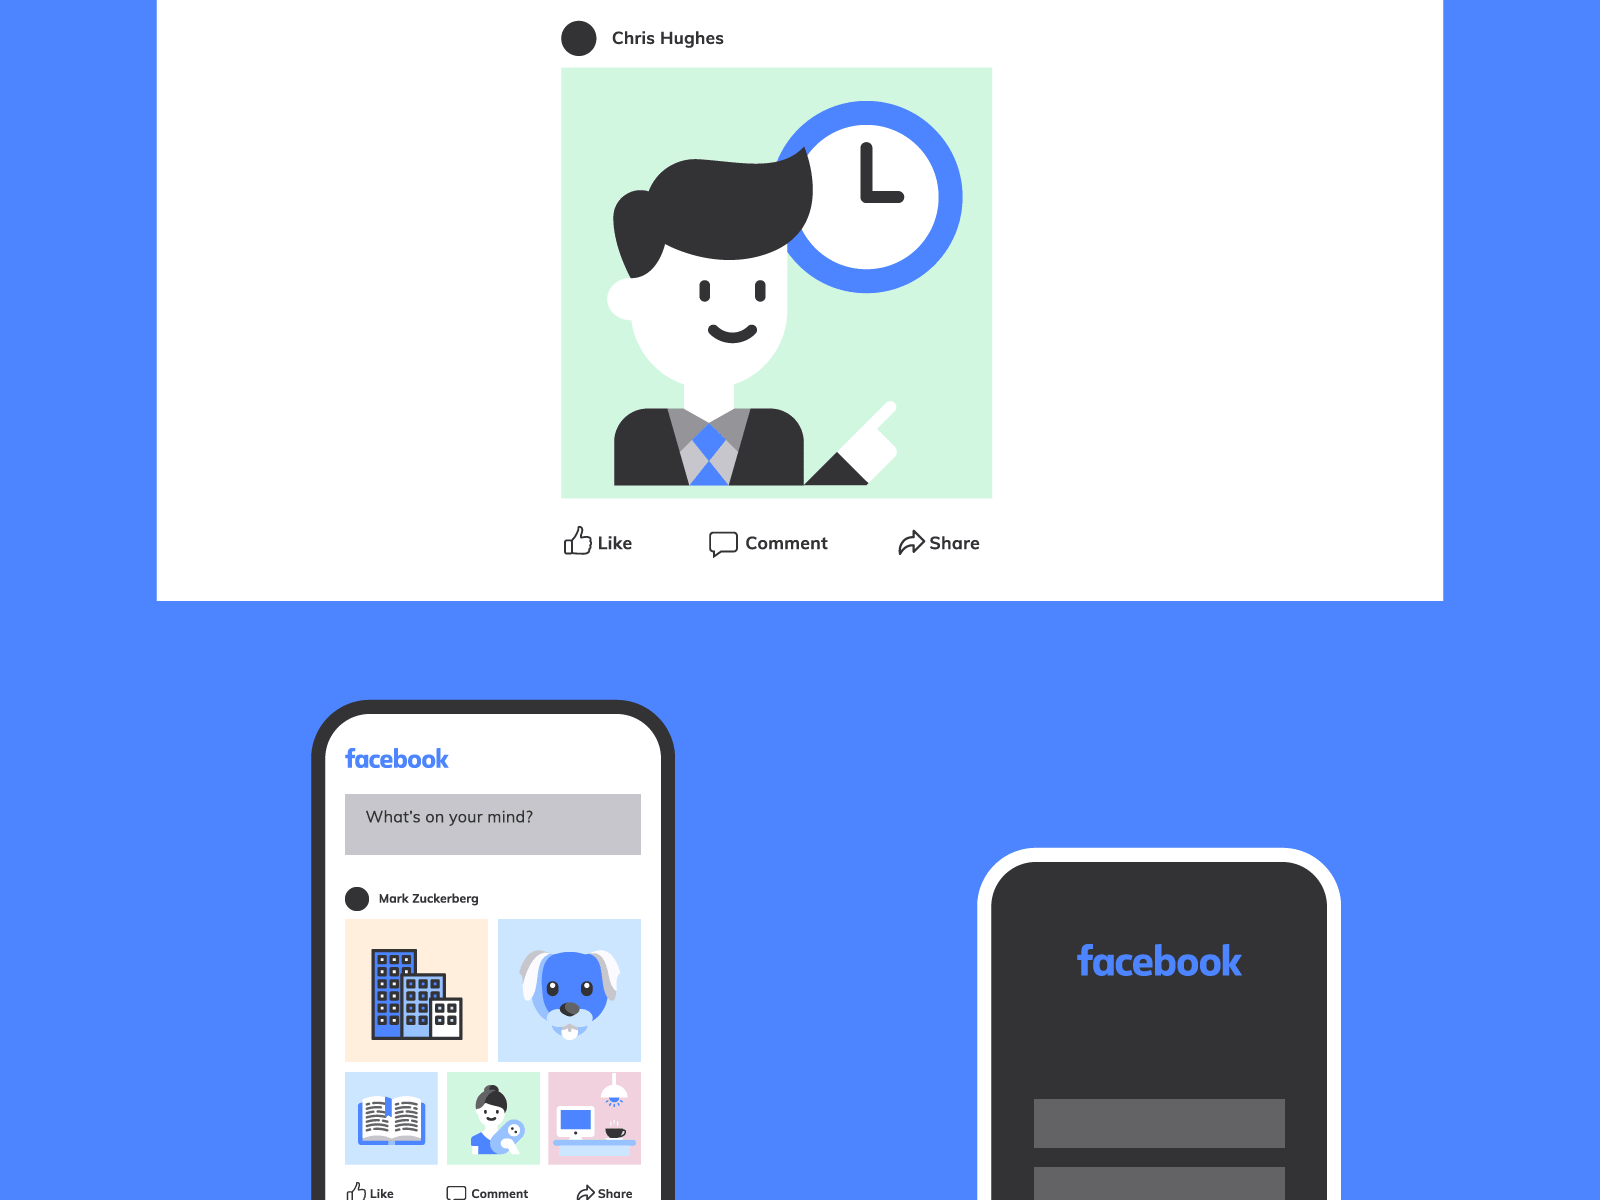 Chris Hughes
Like
Comment
Share
facebook
What's on your mind?
Mark Zuckerberg
Like
Comment
Share
facebook